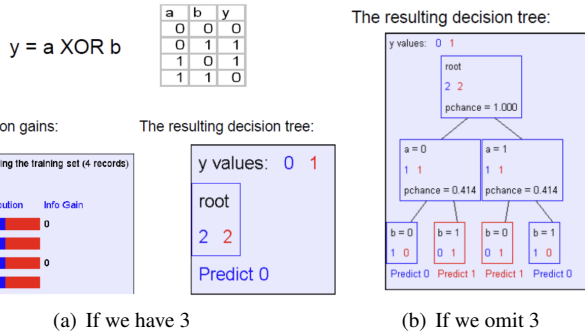 y = a XOR b
a b y
0 0 0
0 1 1
1 0 1
1 1 0
on gains:
ing the training set (4 records)
ution Info Gain
0
0
The resulting decision tree:
y values: 0 1
root
2 2
Predict 0
(a) If we have 3
The resulting decision tree:
y values: 0 1
root
2 2
pchance = 1.000
a = 0 a = 1
1 1 1 1
pchance = 0.414 pchance = 0.414
b = 0 b = 1 b = 0 b = 1
1 0 0 1 0 1 1 0
Predict 0 Predict 1 Predict 1 Predict 0
(b) If we omit 3